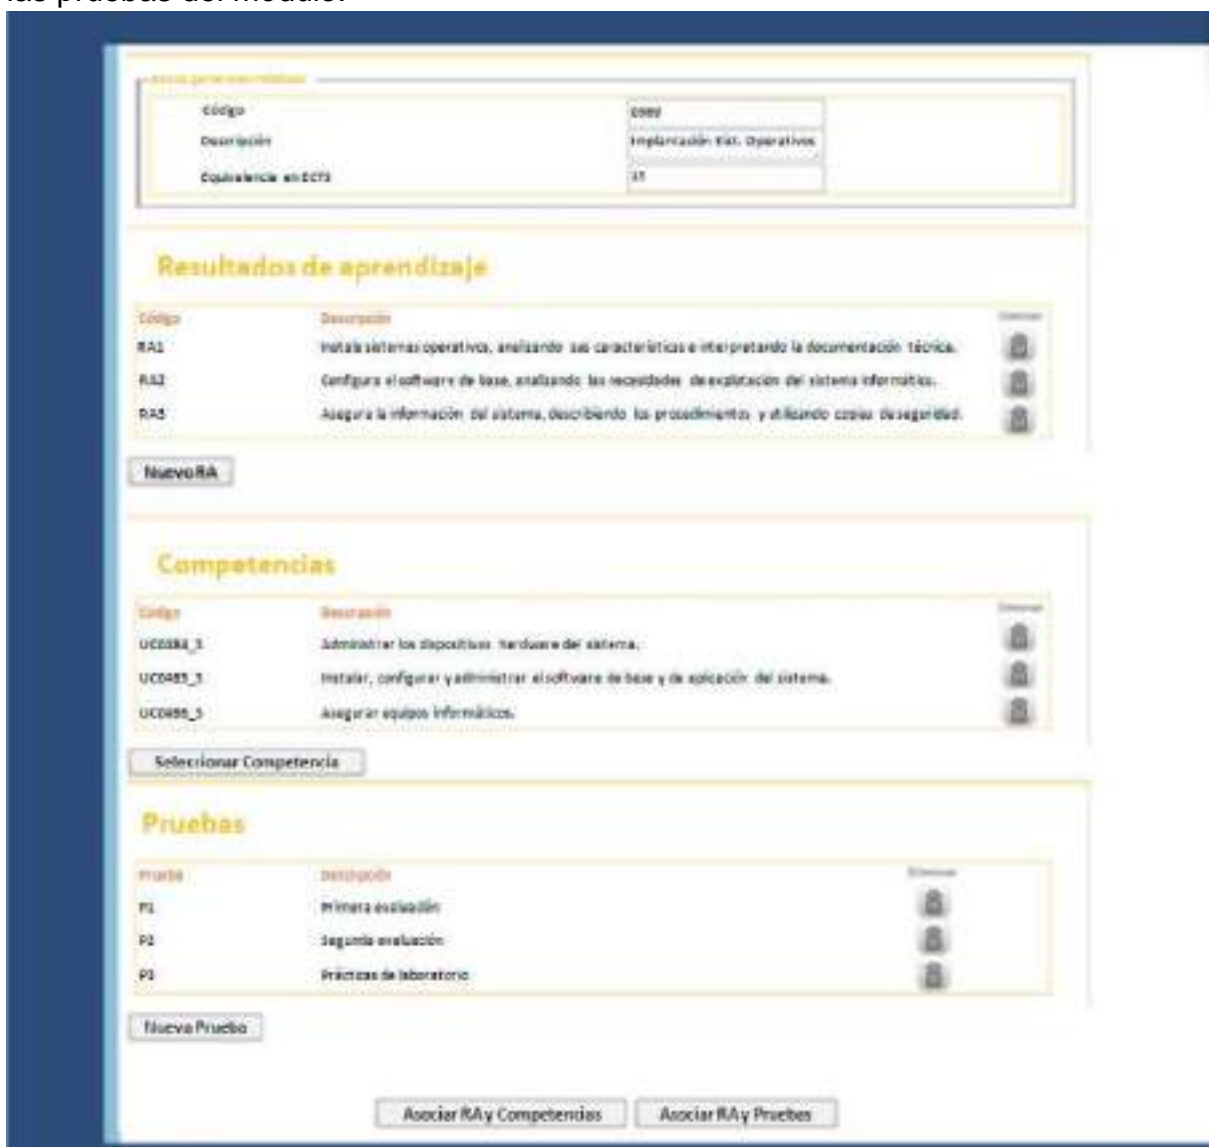 las pruebas del módulo.
Código
Descripción Implantación Sist. Operativos
Equivalencia en ECTS
Resultados de aprendizaje
Código Descripción Eliminar
RA1 Instala sistemas operativos, analizando sus características e interpretando la documentación técnica.
RA2 Configura el software de base, analizando las necesidades de explotación del sistema informático.
RA3 Asegura la información del sistema, describiendo los procedimientos y utilizando copias de seguridad.
Nuevo RA
Competencias
Código Descripción Eliminar
Administrar los dispositivos hardware del sistema.
UC0485_3 Instalar, configurar y administrar el software de base y de aplicación del sistema.
UC0486_3 Asegurar equipos informáticos.
Seleccionar Competencia
Pruebas
Prueba Descripción Eliminar
P1 Primera evaluación
P2 Segunda evaluación
P3 Prácticas de laboratorio
Nueva Prueba
Asociar RA y Competencias Asociar RA y Pruebas